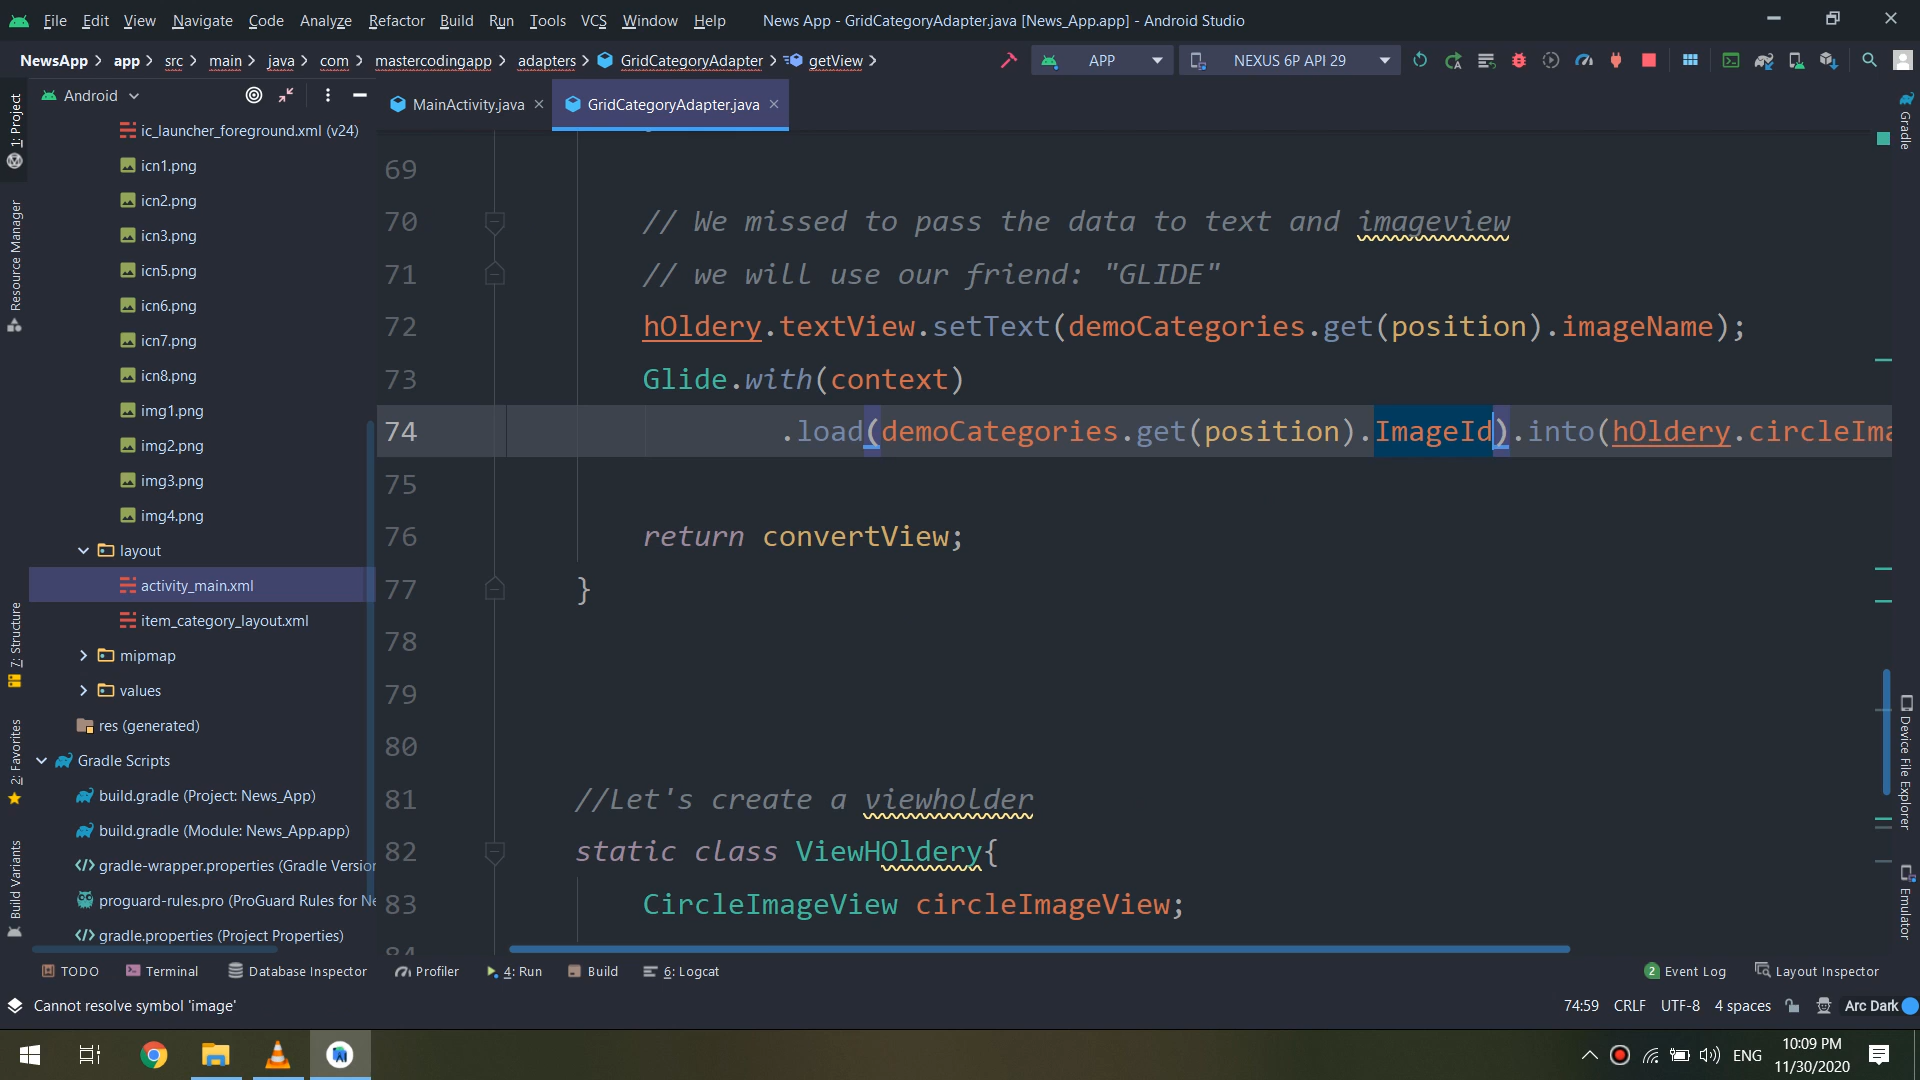 File Edit View Navigate Code Analyze Refactor Build Run Tools VCS Window Help News App - GridCategoryAdapter.java [News_App.app] - Android Studio
NewsApp app src main java com mastercodingapp adapters GridCategoryAdapter getView APP NEXUS 6P API 29
Android
MainActivity.java GridCategoryAdapter.java
1: Project
Resource Manager
7: Structure
2: Favorites
Build Variants
ic_launcher_foreground.xml (v24)
icn1.png
icn2.png
icn3.png
icn5.png
icn6.png
icn7.png
icn8.png
img1.png
img2.png
img3.png
img4.png
layout
activity_main.xml
item_category_layout.xml
mipmap
values
res (generated)
Gradle Scripts
build.gradle (Project: News_App)
build.gradle (Module: News_App.app)
gradle-wrapper.properties (Gradle Version
proguard-rules.pro (ProGuard Rules for Ne
gradle.properties (Project Properties)
69
70 // We missed to pass the data to text and imageview
71 // we will use our friend: "GLIDE"
72 hOldery.textView.setText(demoCategories.get(position).imageName);
73 Glide.with(context)
74 .load(demoCategories.get(position).ImageId).into(hOldery.circleIma
75
76 return convertView;
77 }
78
79
80
81 //Let's create a viewholder
82 static class ViewHOldery{
83 CircleImageView circleImageView;
84
Gradle
Device File Explorer
Emulator
TODO Terminal Database Inspector Profiler 4: Run Build 6: Logcat 2 Event Log Layout Inspector
Cannot resolve symbol 'image' 74:59 CRLF UTF-8 4 spaces Arc Dark
ENG 10:09 PM
11/30/2020